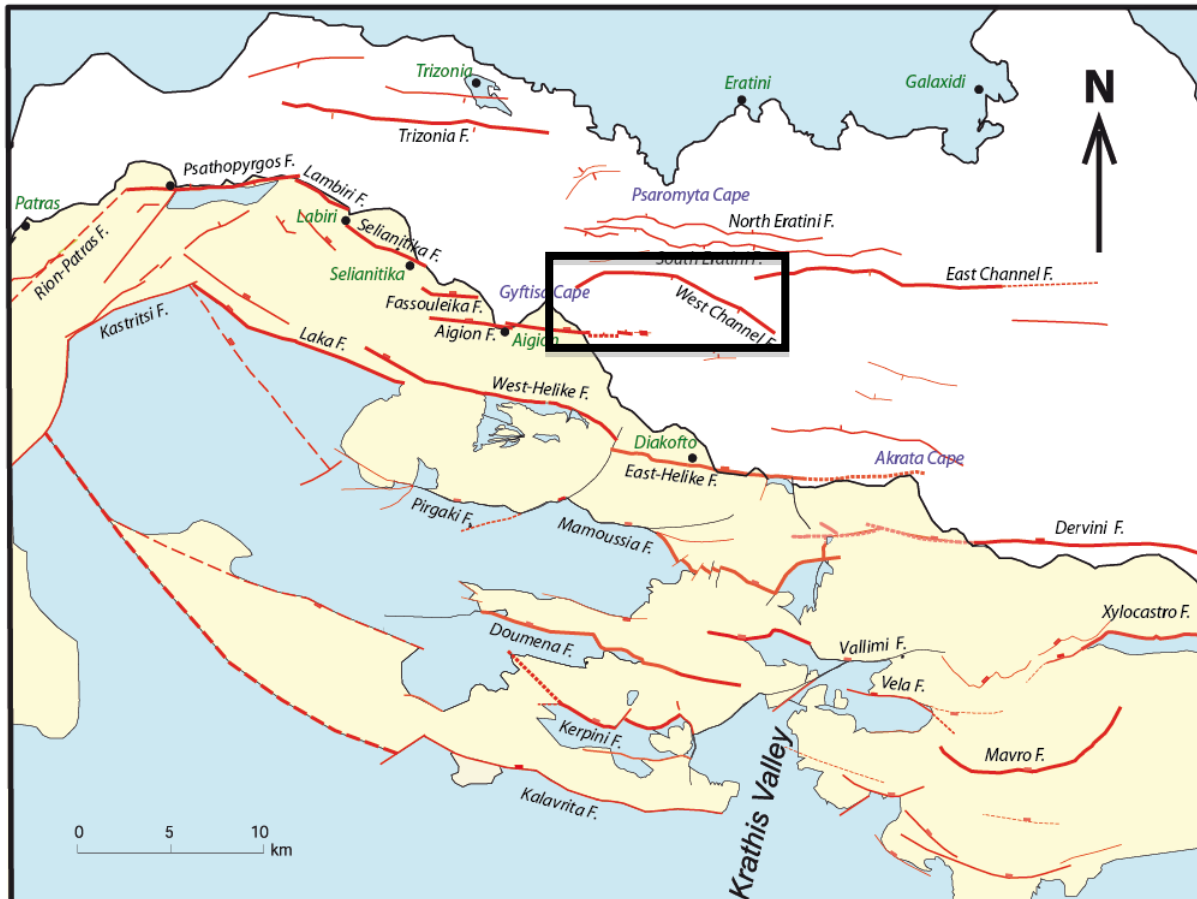 Trizonia
Eratini
Galaxidi
N
Trizonia F.
Psathopyrgos F.
Lambiri F.
Psaromyta Cape
Patras
Labiri
North Eratini F.
Selianitika F.
South Eratini F.
Rion-Patras F.
Selianitika
East Channel F.
Gyftisa Cape
West Channel F.
Fassouleika F.
Kastritsi F.
Laka F.
Aigion F.
Aigion
West-Helike F.
Diakofto
Akrata Cape
East-Helike F.
Pirgaki F.
Mamoussia F.
Dervini F.
Xylocastro F.
Doumena F.
Vallimi F.
Vela F.
Kerpini F.
Mavro F.
Kalavrita F.
Krathis Valley
0 5 10
km